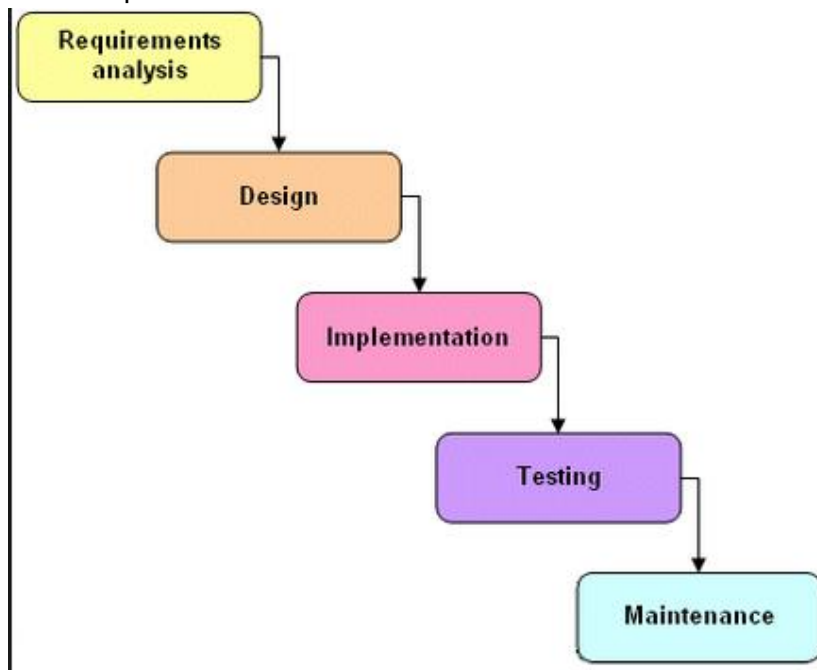 Requirements
analysis
Design
Implementation
Testing
Maintenance